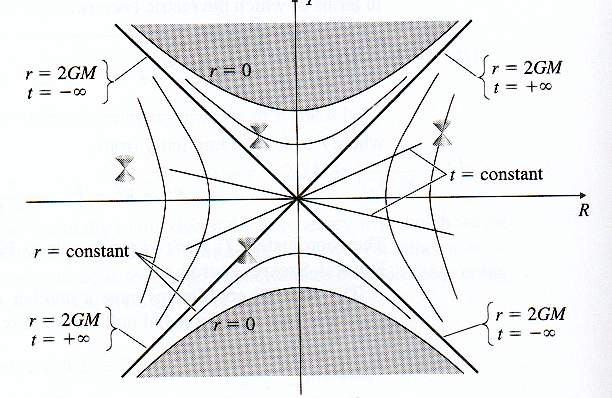 r = 0
r = 2GM
t = −∞
r = 2GM
t = +∞
t = constant
R
r = constant
r = 2GM
t = +∞
r = 0
r = 2GM
t = −∞